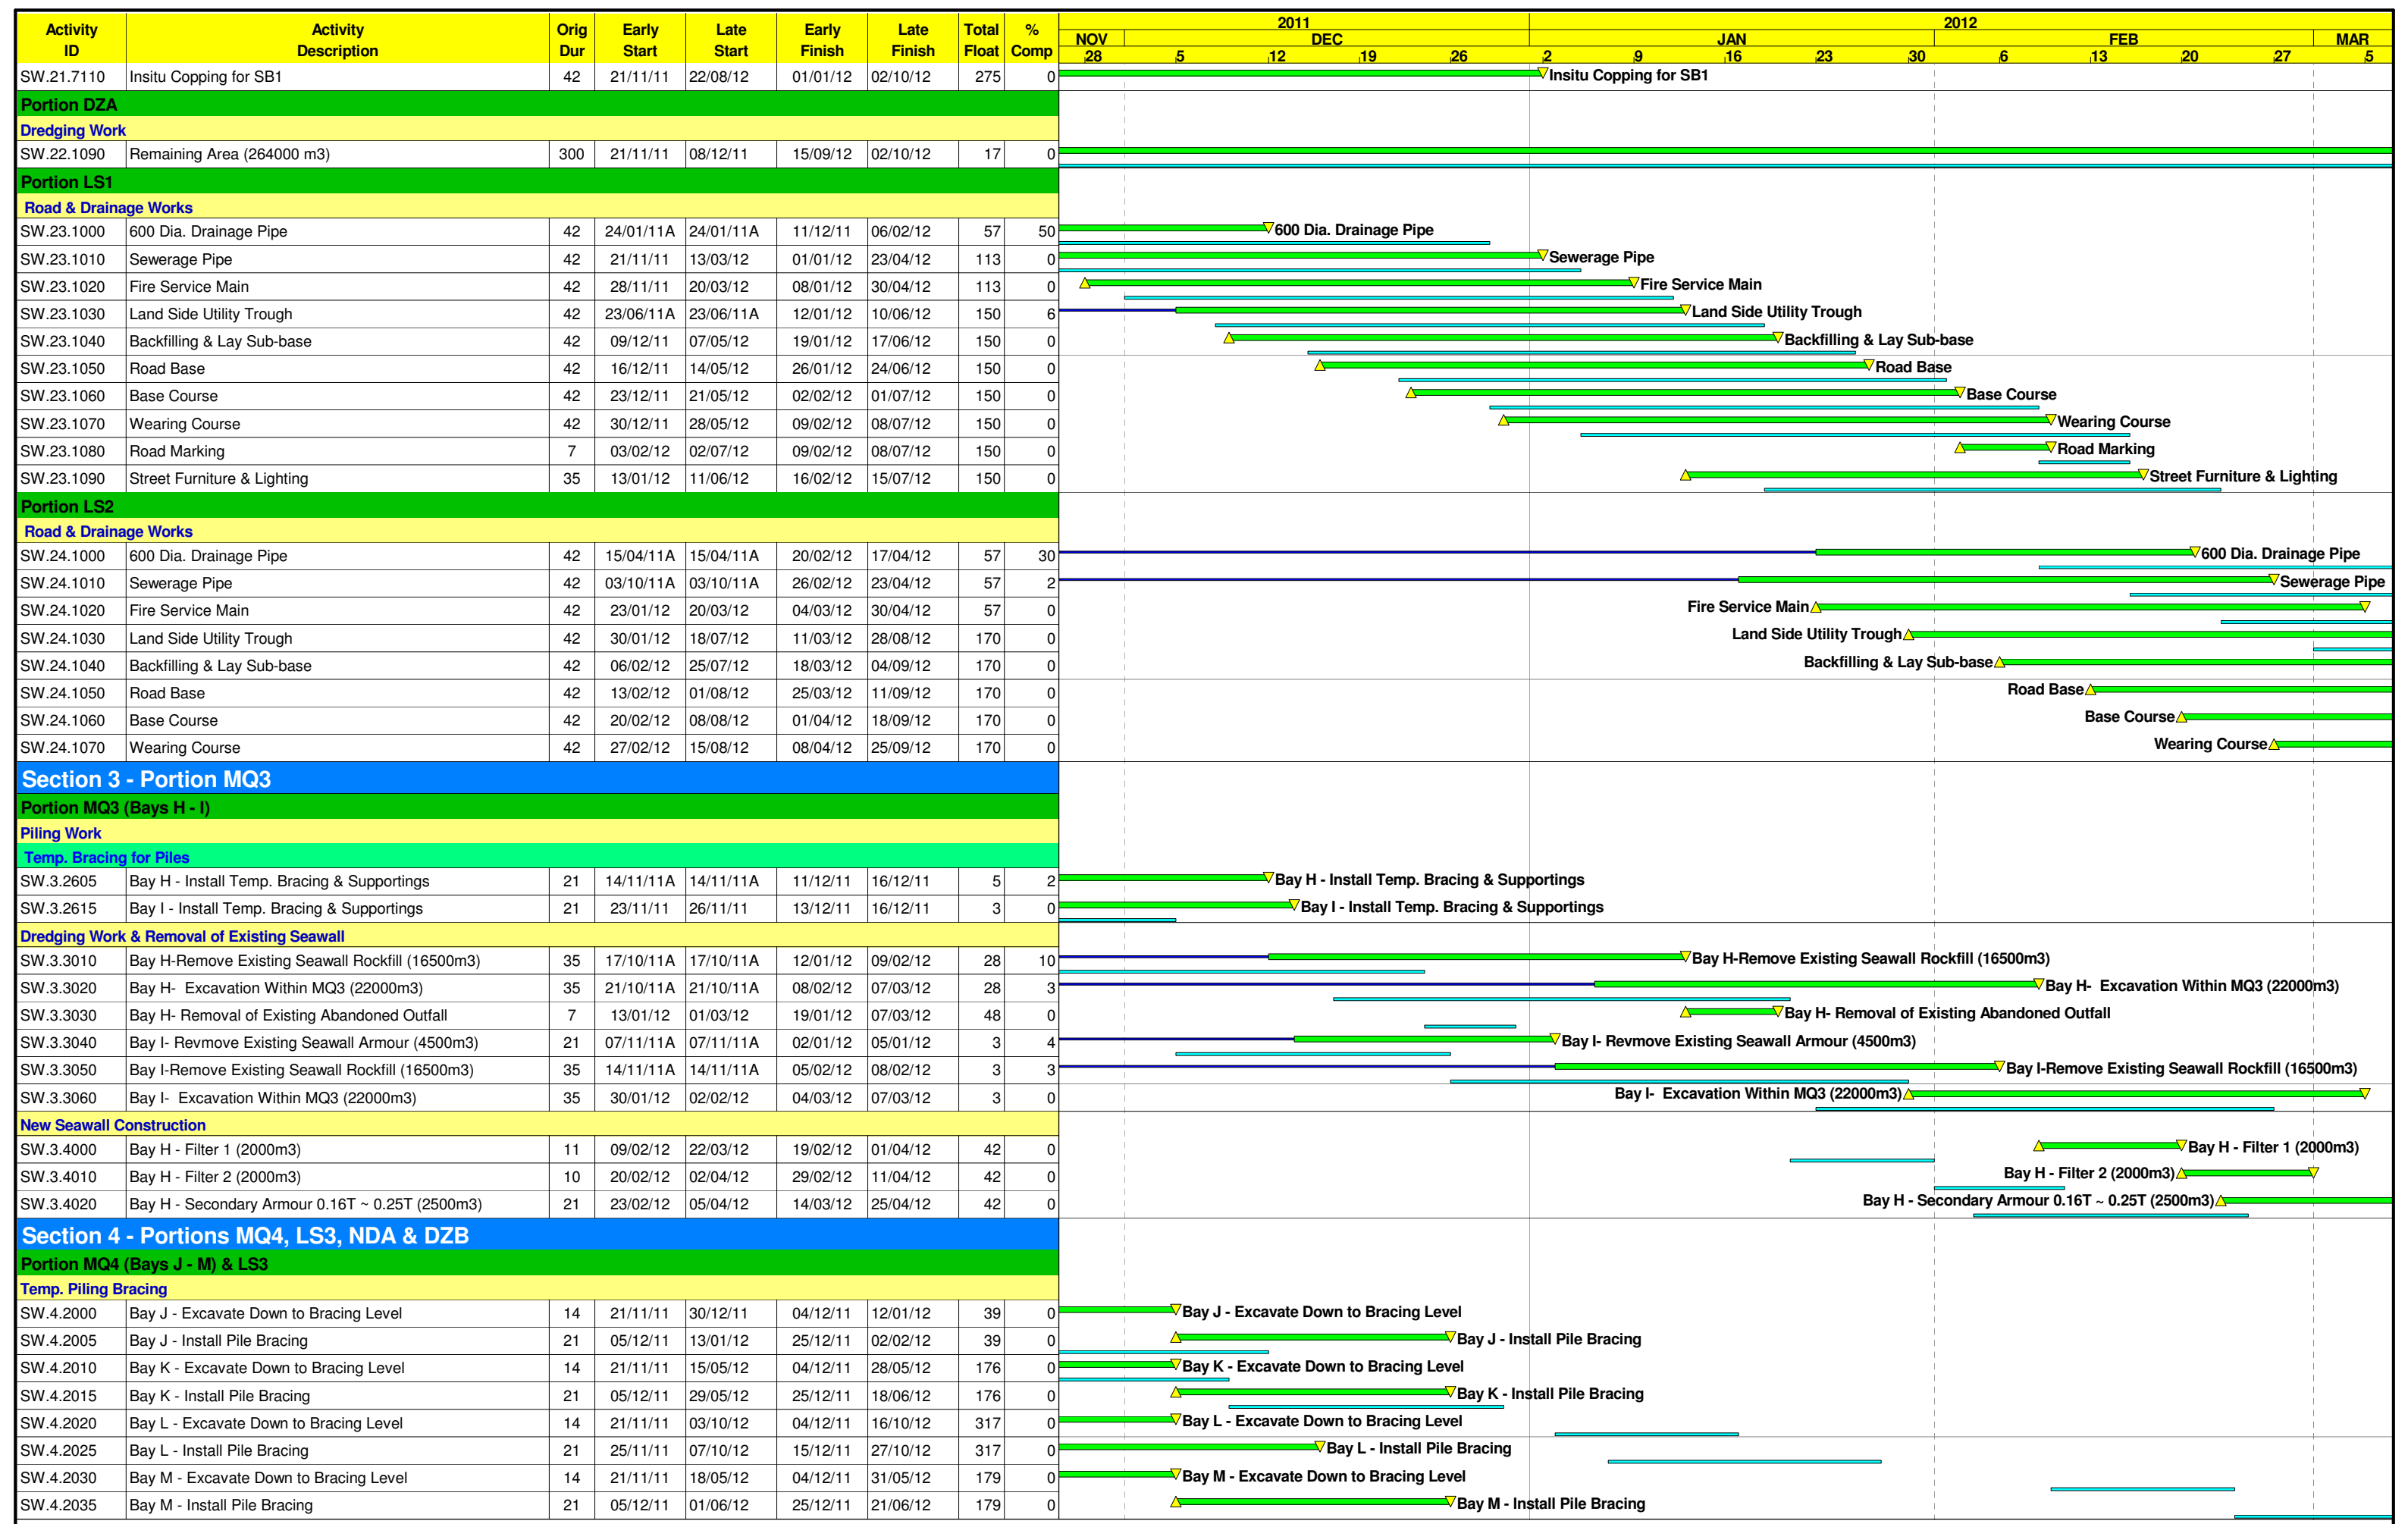 Activity ID Activity Description Orig Dur Early Start Late Start Early Finish Late Finish Total Float % Comp
2011 2012
NOV DEC JAN FEB MAR
28 5 12 19 26 2 9 16 23 30 6 13 20 27 5
SW.21.7110 Insitu Copping for SB1 42 21/11/11 22/08/12 01/01/12 02/10/12 275 0 Insitu Copping for SB1
Portion DZA
Dredging Work
SW.22.1090 Remaining Area (264000 m3) 300 21/11/11 08/12/11 15/09/12 02/10/12 17 0
Portion LS1
Road & Drainage Works
SW.23.1000 600 Dia. Drainage Pipe 42 24/01/11A 24/01/11A 11/12/11 06/02/12 57 50 600 Dia. Drainage Pipe
SW.23.1010 Sewerage Pipe 42 21/11/11 13/03/12 01/01/12 23/04/12 113 0 Sewerage Pipe
SW.23.1020 Fire Service Main 42 28/11/11 20/03/12 08/01/12 30/04/12 113 0 Fire Service Main
SW.23.1030 Land Side Utility Trough 42 23/06/11A 23/06/11A 12/01/12 10/06/12 150 6 Land Side Utility Trough
SW.23.1040 Backfilling & Lay Sub-base 42 09/12/11 07/05/12 19/01/12 17/06/12 150 0 Backfilling & Lay Sub-base
SW.23.1050 Road Base 42 16/12/11 14/05/12 26/01/12 24/06/12 150 0 Road Base
SW.23.1060 Base Course 42 23/12/11 21/05/12 02/02/12 01/07/12 150 0 Base Course
SW.23.1070 Wearing Course 42 30/12/11 28/05/12 09/02/12 08/07/12 150 0 Wearing Course
SW.23.1080 Road Marking 7 03/02/12 02/07/12 09/02/12 08/07/12 150 0 Road Marking
SW.23.1090 Street Furniture & Lighting 35 13/01/12 11/06/12 16/02/12 15/07/12 150 0 Street Furniture & Lighting
Portion LS2
Road & Drainage Works
SW.24.1000 600 Dia. Drainage Pipe 42 15/04/11A 15/04/11A 20/02/12 17/04/12 57 30 600 Dia. Drainage Pipe
SW.24.1010 Sewerage Pipe 42 03/10/11A 03/10/11A 26/02/12 23/04/12 57 2 Sewerage Pipe
SW.24.1020 Fire Service Main 42 23/01/12 20/03/12 04/03/12 30/04/12 57 0 Fire Service Main
SW.24.1030 Land Side Utility Trough 42 30/01/12 18/07/12 11/03/12 28/08/12 170 0 Land Side Utility Trough
SW.24.1040 Backfilling & Lay Sub-base 42 06/02/12 25/07/12 18/03/12 04/09/12 170 0 Backfilling & Lay Sub-base
SW.24.1050 Road Base 42 13/02/12 01/08/12 25/03/12 11/09/12 170 0 Road Base
SW.24.1060 Base Course 42 20/02/12 08/08/12 01/04/12 18/09/12 170 0 Base Course
SW.24.1070 Wearing Course 42 27/02/12 15/08/12 08/04/12 25/09/12 170 0 Wearing Course
Section 3 - Portion MQ3
Portion MQ3 (Bays H - I)
Piling Work
Temp. Bracing for Piles
SW.3.2605 Bay H - Install Temp. Bracing & Supportings 21 14/11/11A 14/11/11A 11/12/11 16/12/11 5 2 Bay H - Install Temp. Bracing & Supportings
SW.3.2615 Bay I - Install Temp. Bracing & Supportings 21 23/11/11 26/11/11 13/12/11 16/12/11 3 0 Bay I - Install Temp. Bracing & Supportings
Dredging Work & Removal of Existing Seawall
SW.3.3010 Bay H-Remove Existing Seawall Rockfill (16500m3) 35 17/10/11A 17/10/11A 12/01/12 09/02/12 28 10 Bay H-Remove Existing Seawall Rockfill (16500m3)
SW.3.3020 Bay H- Excavation Within MQ3 (22000m3) 35 21/10/11A 21/10/11A 08/02/12 07/03/12 28 3 Bay H- Excavation Within MQ3 (22000m3)
SW.3.3030 Bay H- Removal of Existing Abandoned Outfall 7 13/01/12 01/03/12 19/01/12 07/03/12 48 0 Bay H- Removal of Existing Abandoned Outfall
SW.3.3040 Bay I- Revmove Existing Seawall Armour (4500m3) 21 07/11/11A 07/11/11A 02/01/12 05/01/12 3 4 Bay I- Revmove Existing Seawall Armour (4500m3)
SW.3.3050 Bay I-Remove Existing Seawall Rockfill (16500m3) 35 14/11/11A 14/11/11A 05/02/12 08/02/12 3 3 Bay I-Remove Existing Seawall Rockfill (16500m3)
SW.3.3060 Bay I- Excavation Within MQ3 (22000m3) 35 30/01/12 02/02/12 04/03/12 07/03/12 3 0 Bay I- Excavation Within MQ3 (22000m3)
New Seawall Construction
SW.3.4000 Bay H - Filter 1 (2000m3) 11 09/02/12 22/03/12 19/02/12 01/04/12 42 0 Bay H - Filter 1 (2000m3)
SW.3.4010 Bay H - Filter 2 (2000m3) 10 20/02/12 02/04/12 29/02/12 11/04/12 42 0 Bay H - Filter 2 (2000m3)
SW.3.4020 Bay H - Secondary Armour 0.16T ~ 0.25T (2500m3) 21 23/02/12 05/04/12 14/03/12 25/04/12 42 0 Bay H - Secondary Armour 0.16T ~ 0.25T (2500m3)
Section 4 - Portions MQ4, LS3, NDA & DZB
Portion MQ4 (Bays J - M) & LS3
Temp. Piling Bracing
SW.4.2000 Bay J - Excavate Down to Bracing Level 14 21/11/11 30/12/11 04/12/11 12/01/12 39 0 Bay J - Excavate Down to Bracing Level
SW.4.2005 Bay J - Install Pile Bracing 21 05/12/11 13/01/12 25/12/11 02/02/12 39 0 Bay J - Install Pile Bracing
SW.4.2010 Bay K - Excavate Down to Bracing Level 14 21/11/11 15/05/12 04/12/11 28/05/12 176 0 Bay K - Excavate Down to Bracing Level
SW.4.2015 Bay K - Install Pile Bracing 21 05/12/11 29/05/12 25/12/11 18/06/12 176 0 Bay K - Install Pile Bracing
SW.4.2020 Bay L - Excavate Down to Bracing Level 14 21/11/11 03/10/12 04/12/11 16/10/12 317 0 Bay L - Excavate Down to Bracing Level
SW.4.2025 Bay L - Install Pile Bracing 21 25/11/11 07/10/12 15/12/11 27/10/12 317 0 Bay L - Install Pile Bracing
SW.4.2030 Bay M - Excavate Down to Bracing Level 14 21/11/11 18/05/12 04/12/11 31/05/12 179 0 Bay M - Excavate Down to Bracing Level
SW.4.2035 Bay M - Install Pile Bracing 21 05/12/11 01/06/12 25/12/11 21/06/12 179 0 Bay M - Install Pile Bracing